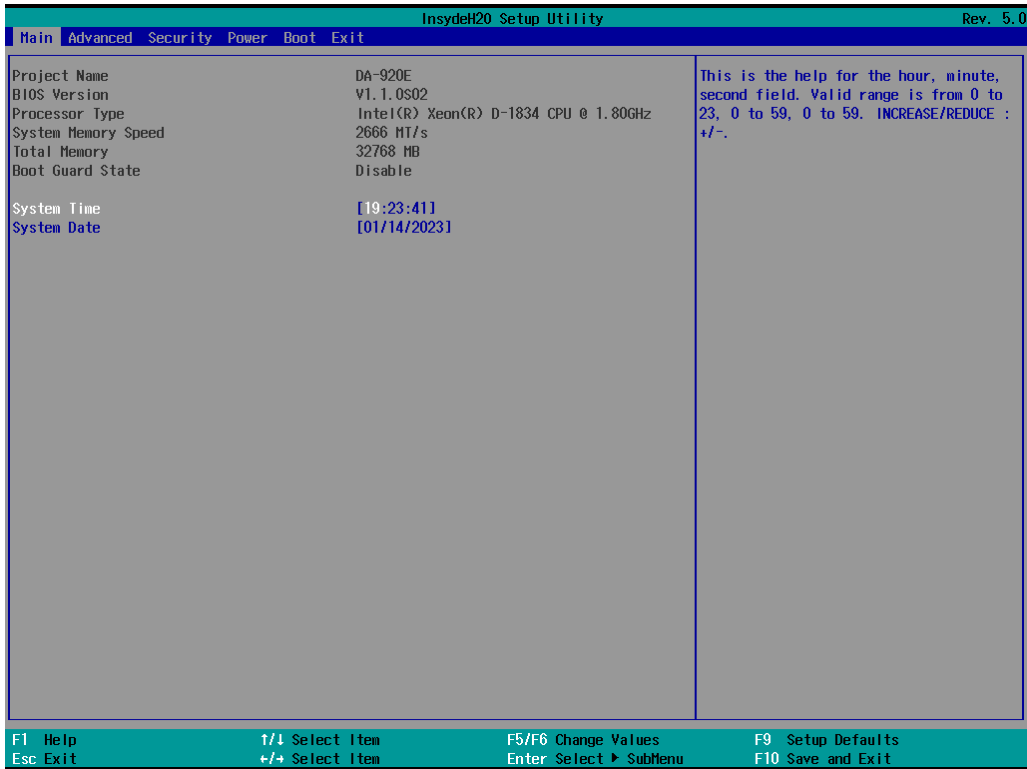 InsydeH2O Setup Utility Rev. 5.0
Main Advanced Security Power Boot Exit
Project Name DA-920E
BIOS Version V1.1.0S02
Processor Type Intel(R) Xeon(R) D-1834 CPU @ 1.80GHz
System Memory Speed 2666 MT/s
Total Memory 32768 MB
Boot Guard State Disable
System Time [19:23:41]
System Date [01/14/2023]
This is the help for the hour, minute,
second field. Valid range is from 0 to
23, 0 to 59, 0 to 59. INCREASE/REDUCE :
+/-.
F1 Help ↑/↓ Select Item F5/F6 Change Values F9 Setup Defaults
Esc Exit ←/→ Select Item Enter Select ▶ SubMenu F10 Save and Exit